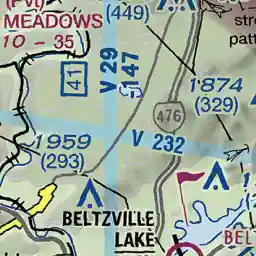 (Pvt)
MEADOWS
10 - 35
(449)
41
V 29
147
1874
(329)
476
1959
(293)
V 232
BELTZVILLE
LAKE
BEL